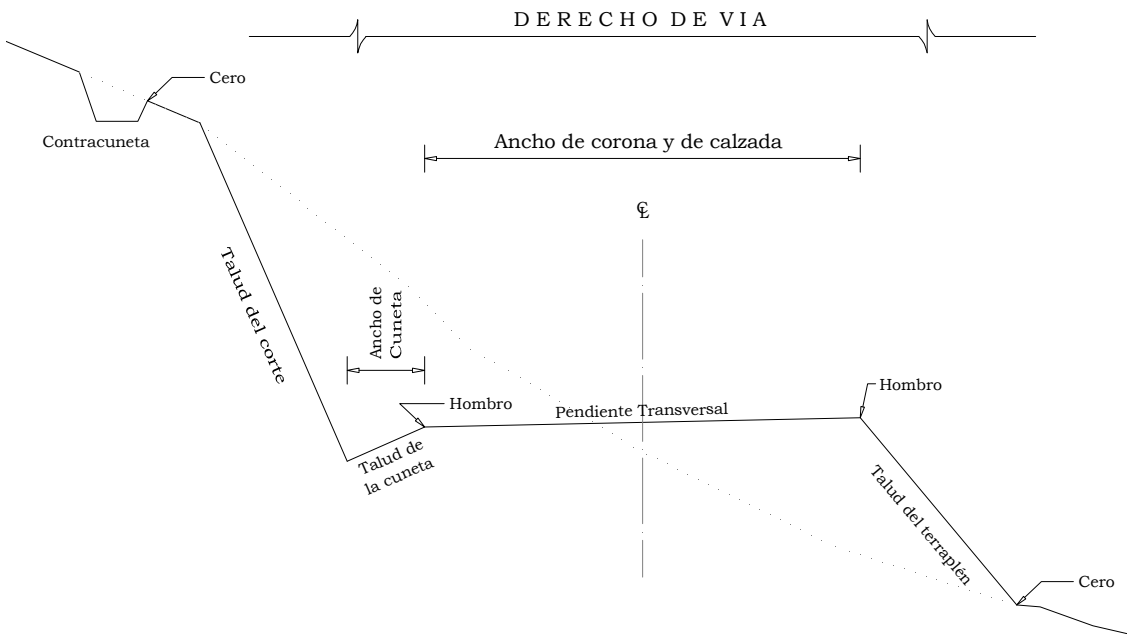 DERECHO DE VIA
Cero
Contracuneta
Ancho de corona y de calzada
℄
Talud del corte
Ancho de
Cuneta
Hombro
Pendiente Transversal
Hombro
Talud de
la cuneta
Talud del terraplén
Cero